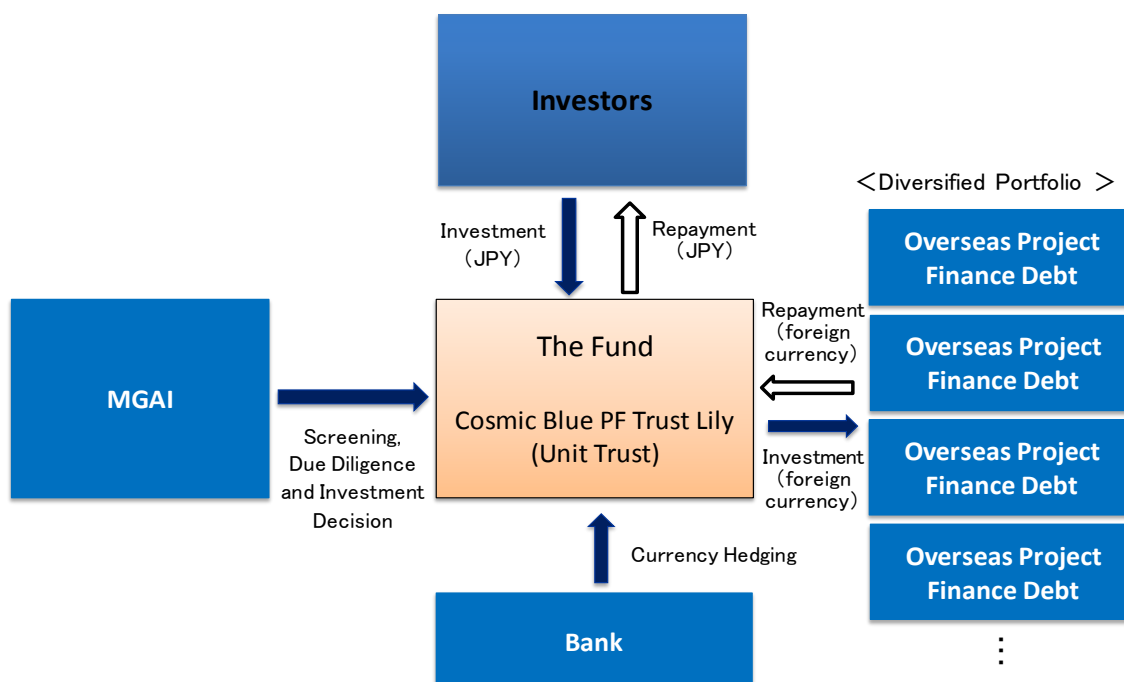 Investors
<Diversified Portfolio >
Investment
(JPY)
Repayment
(JPY)
Overseas Project
Finance Debt
MGAI
Screening,
Due Diligence
and Investment
Decision
The Fund
Cosmic Blue PF Trust Lily
(Unit Trust)
Repayment
(foreign
currency)
Investment
(foreign
currency)
Overseas Project
Finance Debt
Overseas Project
Finance Debt
Overseas Project
Finance Debt
⋮
Currency Hedging
Bank